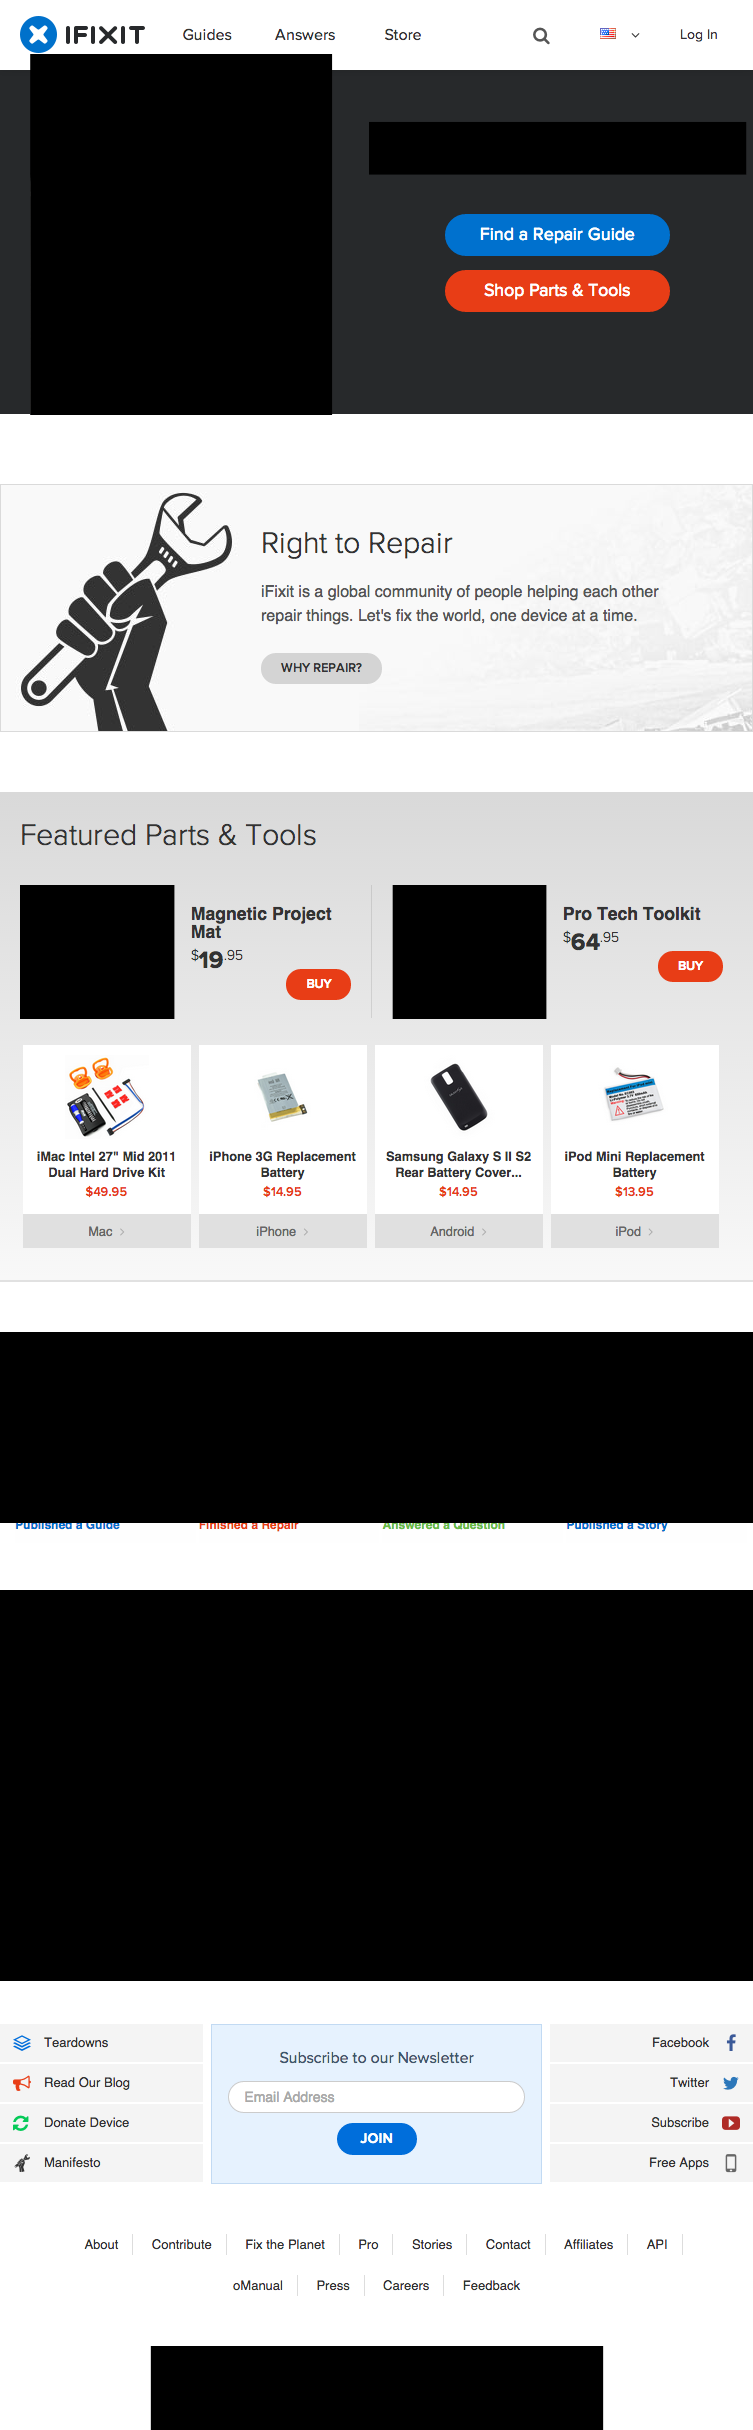 IFIXIT
Guides
Answers
Store
Log In
Find a Repair Guide
Shop Parts & Tools
Right to Repair
iFixit is a global community of people helping each other
repair things. Let's fix the world, one device at a time.
WHY REPAIR?
Featured Parts & Tools
Magnetic Project
Mat
$19.95
BUY
Pro Tech Toolkit
$64.95
BUY
iMac Intel 27" Mid 2011
Dual Hard Drive Kit
$49.95
Mac
iPhone 3G Replacement
Battery
$14.95
iPhone
Samsung Galaxy S II S2
Rear Battery Cover...
$14.95
Android
iPod Mini Replacement
Battery
$13.95
iPod
Published a Guide
Finished a Repair
Answered a Question
Published a Story
Teardowns
Read Our Blog
Donate Device
Manifesto
Subscribe to our Newsletter
Email Address
JOIN
Facebook
Twitter
Subscribe
Free Apps
About
Contribute
Fix the Planet
Pro
Stories
Contact
Affiliates
API
oManual
Press
Careers
Feedback